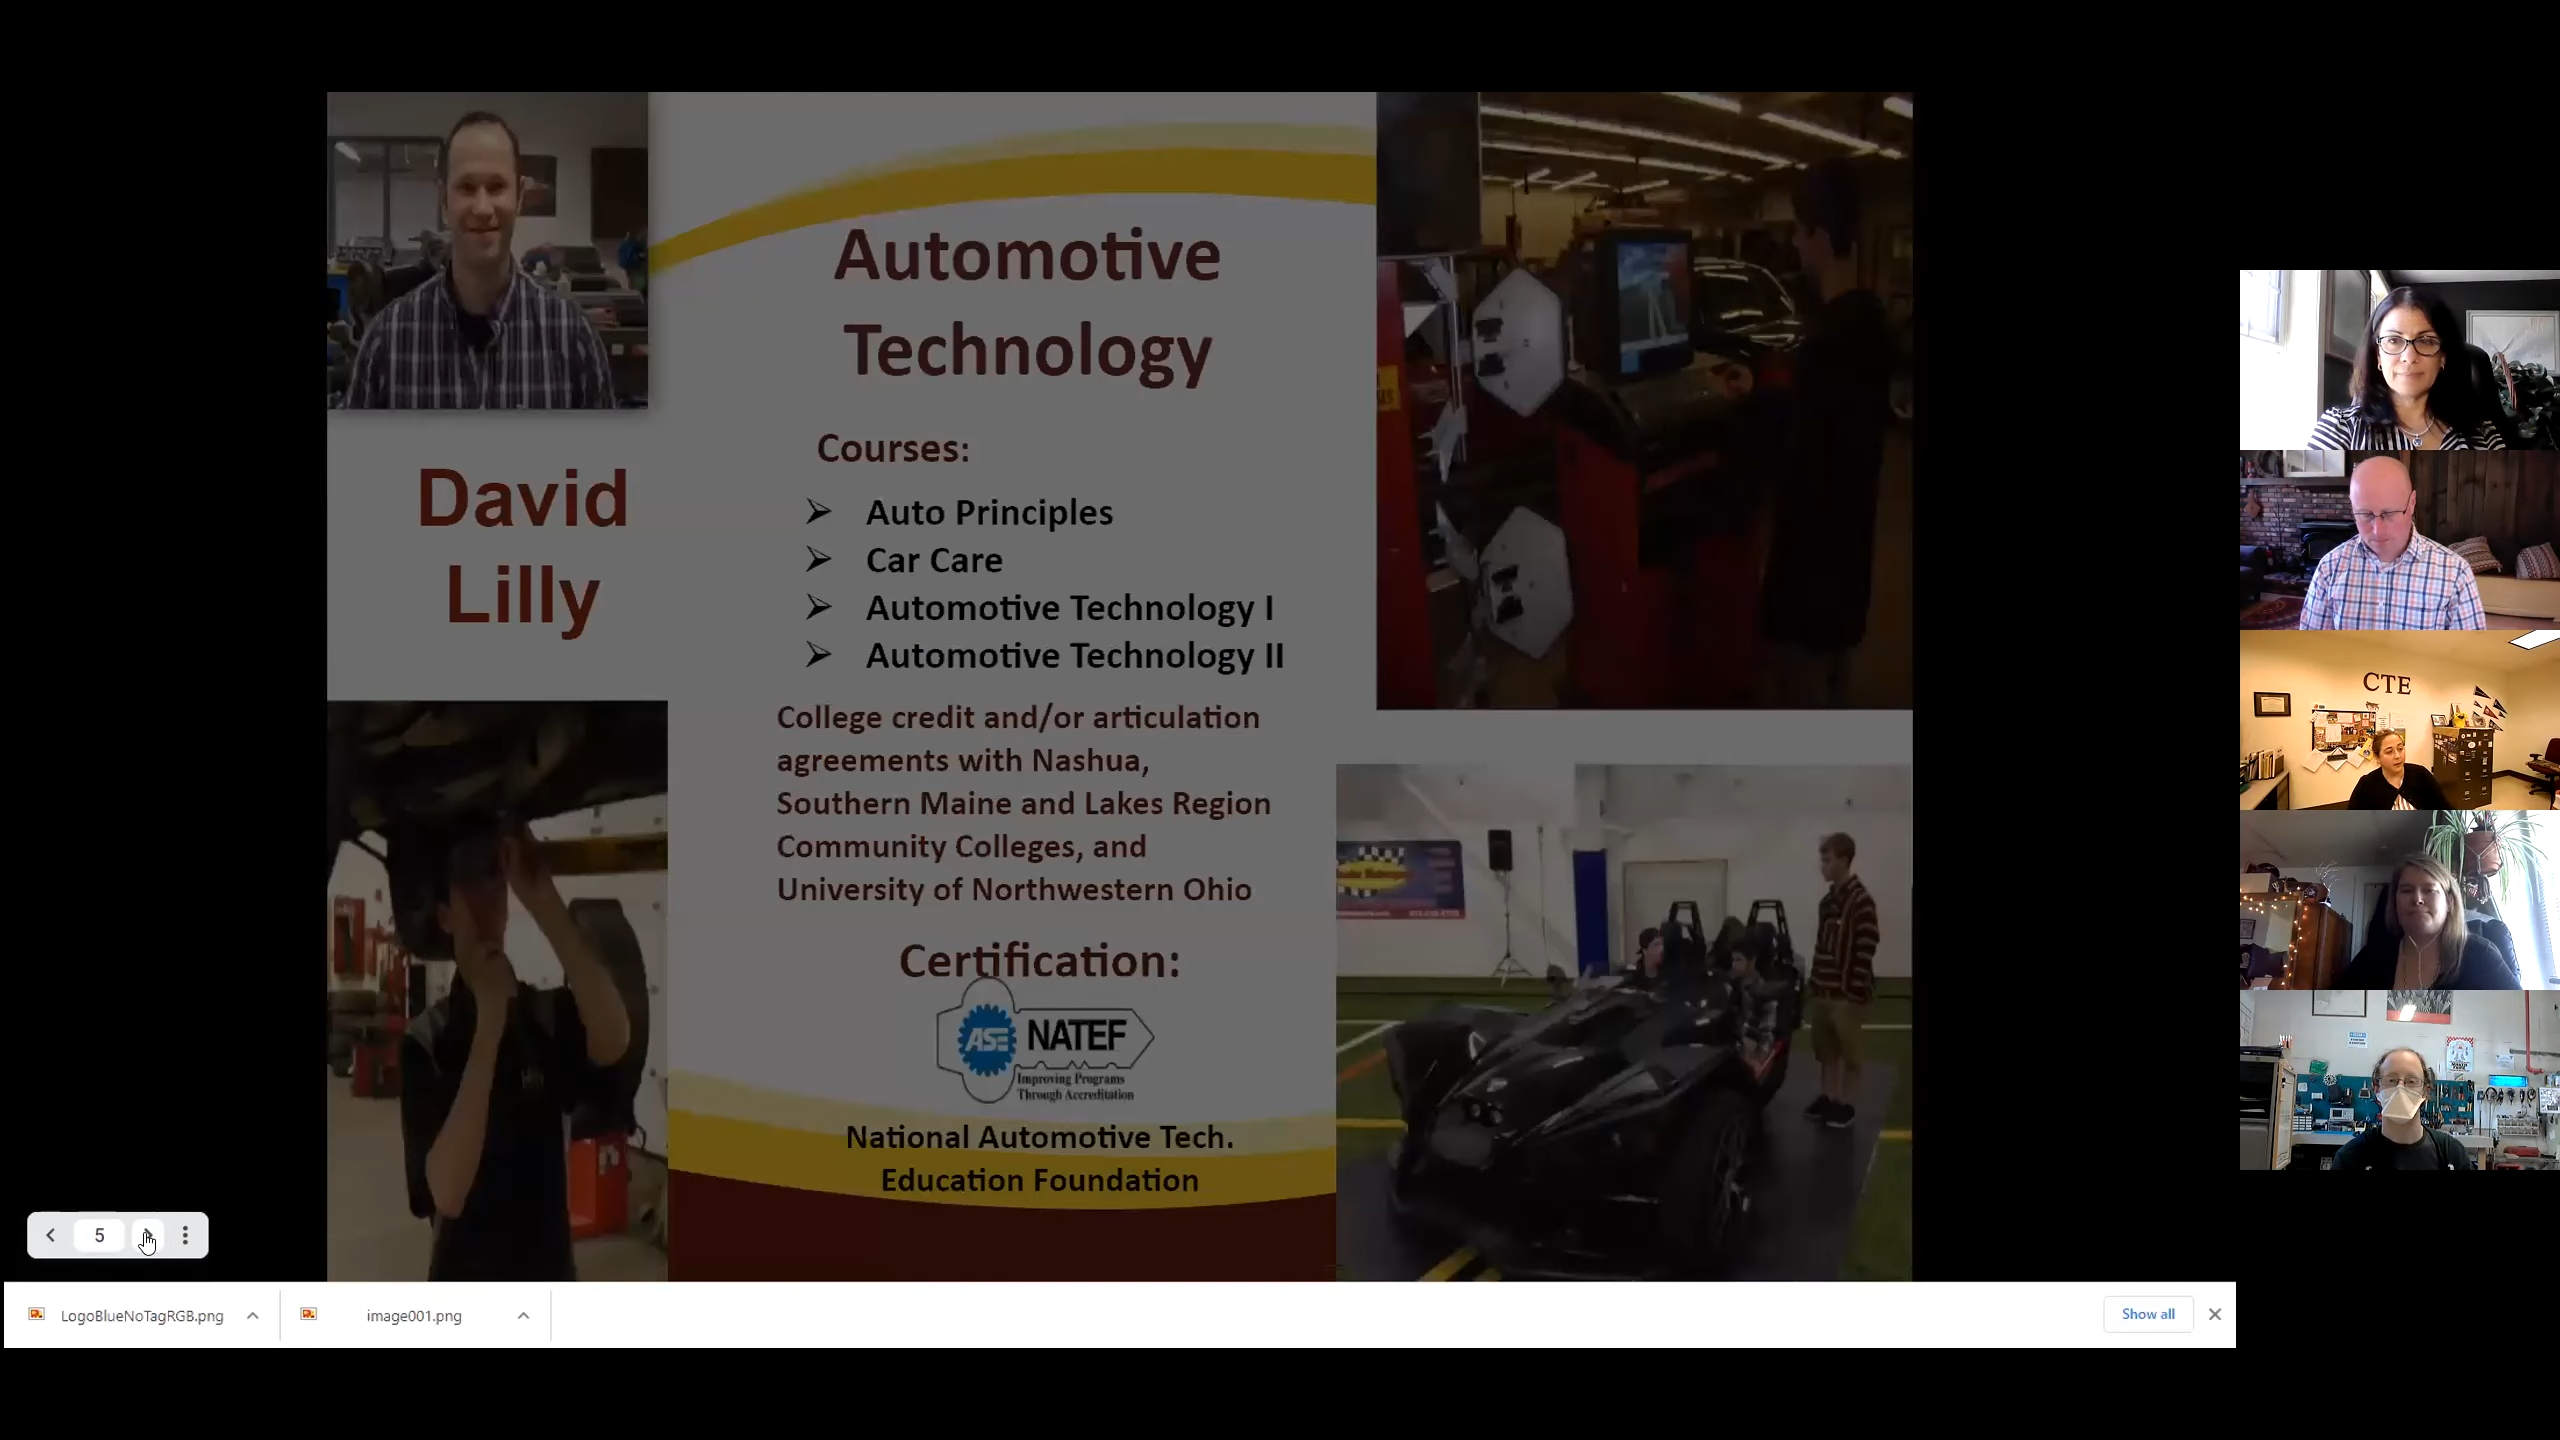 Automotive
Technology
David
Lilly
Courses:
➢ Auto Principles
➢ Car Care
➢ Automotive Technology I
➢ Automotive Technology II
College credit and/or articulation
agreements with Nashua,
Southern Maine and Lakes Region
Community Colleges, and
University of Northwestern Ohio
Certification:
ASE NATEF
Improving Programs
Through Accreditation
National Automotive Tech.
Education Foundation
CTE
5
LogoBlueNoTagRGB.png
image001.png
Show all